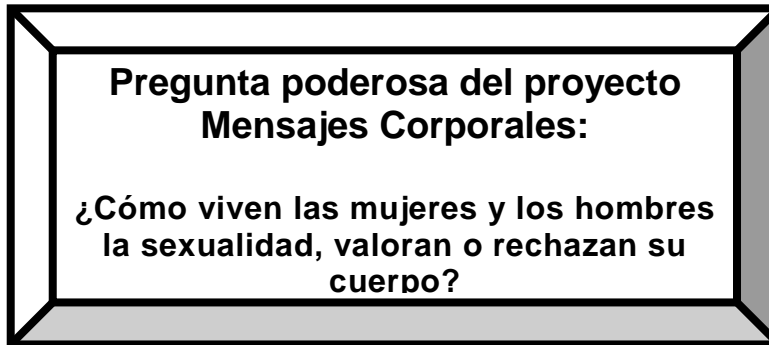 Pregunta poderosa del proyecto
Mensajes Corporales:
¿Cómo viven las mujeres y los hombres
la sexualidad, valoran o rechazan su
cuerpo?